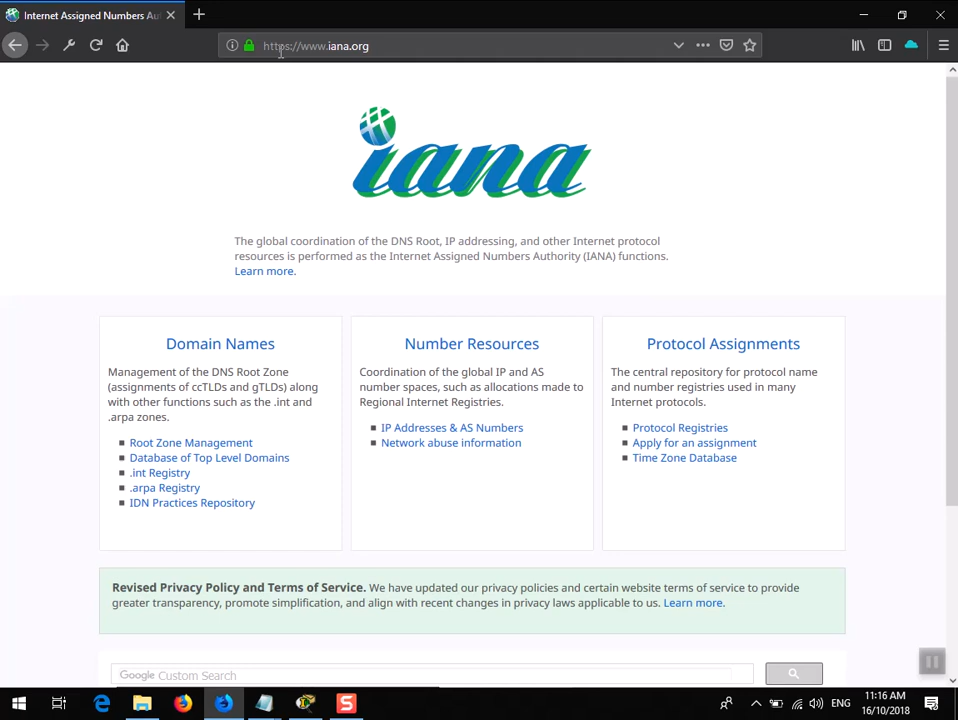 Internet Assigned Numbers Aut
https://www.iana.org
iana
The global coordination of the DNS Root, IP addressing, and other Internet protocol
resources is performed as the Internet Assigned Numbers Authority (IANA) functions.
Learn more.
Domain Names
Management of the DNS Root Zone
(assignments of ccTLDs and gTLDs) along
with other functions such as the .int and
.arpa zones.
Root Zone Management
Database of Top Level Domains
.int Registry
.arpa Registry
IDN Practices Repository
Number Resources
Coordination of the global IP and AS
number spaces, such as allocations made to
Regional Internet Registries.
IP Addresses & AS Numbers
Network abuse information
Protocol Assignments
The central repository for protocol name
and number registries used in many
Internet protocols.
Protocol Registries
Apply for an assignment
Time Zone Database
Revised Privacy Policy and Terms of Service. We have updated our privacy policies and certain website terms of service to provide
greater transparency, promote simplification, and align with recent changes in privacy laws applicable to us. Learn more.
Google Custom Search
S
ENG
11:16 AM
16/10/2018